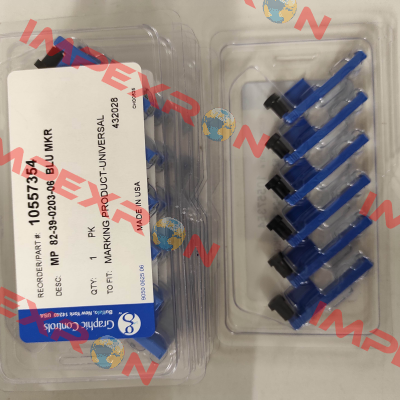 REORDER/PART #: 10557354
DESC: MP 82-39-0203-06 BLU MKR
QTY: 1 PK
TO FIT: MARKING PRODUCT-UNIVERSAL
432028
MADE IN USA
Graphic Controls
Buffalo, New York 14240 USA
IMPEXRON
IMPEXRON
IMPEXRON